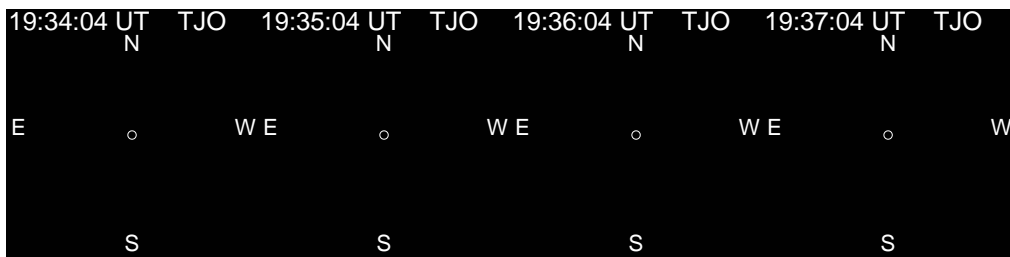 19:34:04 UT TJO 19:35:04 UT TJO 19:36:04 UT TJO 19:37:04 UT TJO
N N N N
E W E W E W E W
S S S S